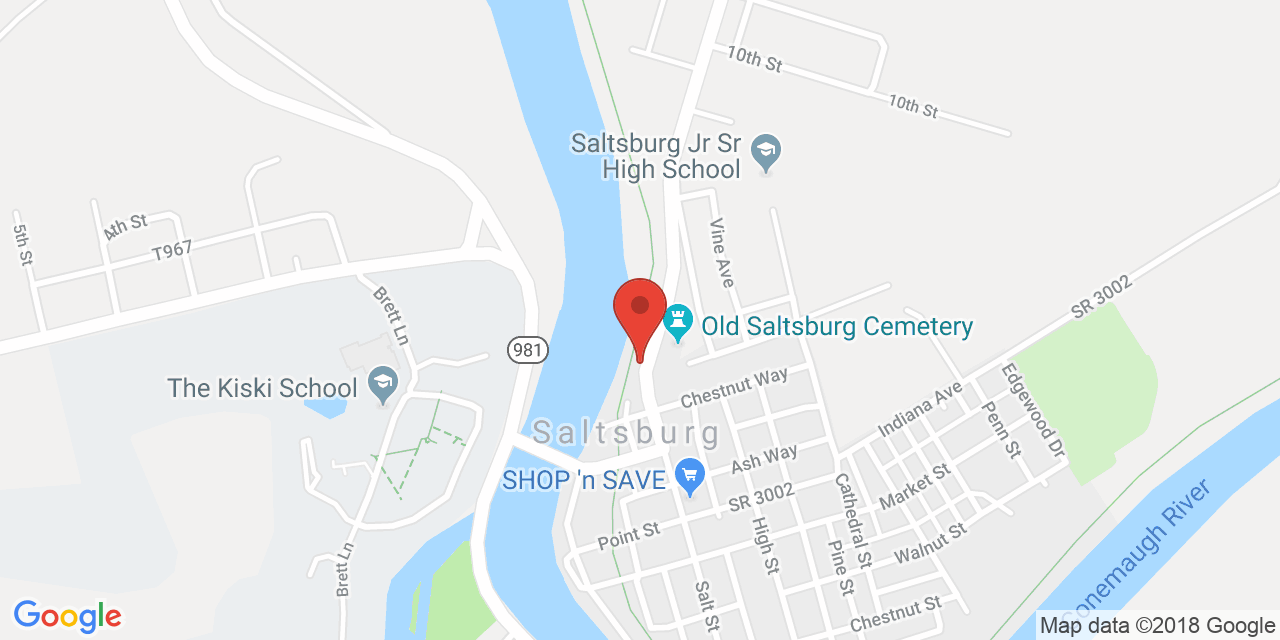 10th St
10th St
Saltsburg Jr Sr
High School
5th St
4th St
T967
Vine Ave
Brett Ln
SR 3002
981
Old Saltsburg Cemetery
The Kiski School
Chestnut Way
Edgewood Dr
Indiana Ave
Penn St
Saltsburg
SHOP 'n SAVE
Ash Way
SR 3002
Cathedral St
Market St
Point St
High St
Walnut St
Pine St
Brett Ln
Salt St
Chestnut St
Conemaugh River
Google
Map data ©2018 Google